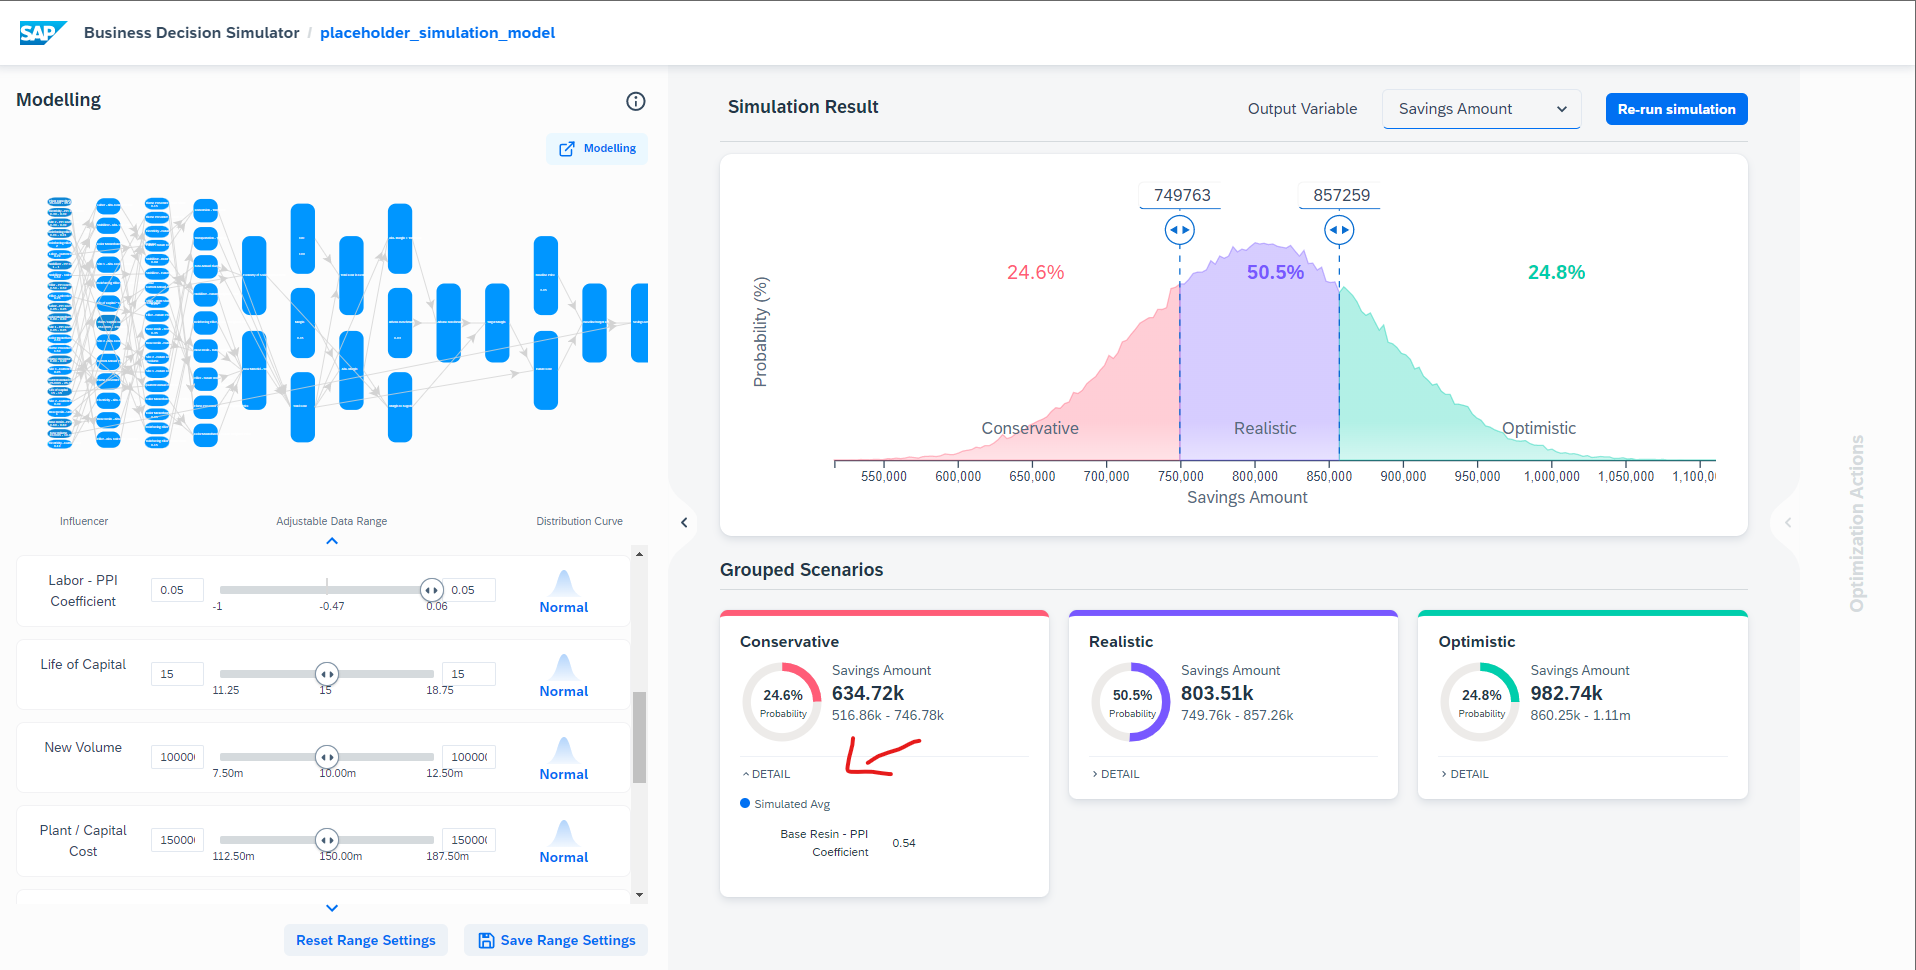 SAP Business Decision Simulator / placeholder_simulation_model
Modelling
Modelling
Influencer Adjustable Data Range Distribution Curve
Labor - PPI
Coefficient
0.05
0.05
-1 -0.47 0.06
Normal
Life of Capital
15
15
11.25 15 18.75
Normal
New Volume
10000
10000
7.50m 10.00m 12.50m
Normal
Plant / Capital
Cost
15000
15000
112.50m 150.00m 187.50m
Normal
Reset Range Settings
Save Range Settings
Simulation Result
Output Variable
Savings Amount
Re-run simulation
749763
857259
24.6%
50.5%
24.8%
Probability (%)
Conservative
Realistic
Optimistic
550,000 600,000 650,000 700,000 750,000 800,000 850,000 900,000 950,000 1,000,000 1,050,000 1,100,0
Savings Amount
Grouped Scenarios
Conservative
24.6%
Probability
Savings Amount
634.72k
516.86k - 746.78k
DETAIL
Simulated Avg
Base Resin - PPI
Coefficient
0.54
Realistic
50.5%
Probability
Savings Amount
803.51k
749.76k - 857.26k
DETAIL
Optimistic
24.8%
Probability
Savings Amount
982.74k
860.25k - 1.11m
DETAIL
Optimization Actions